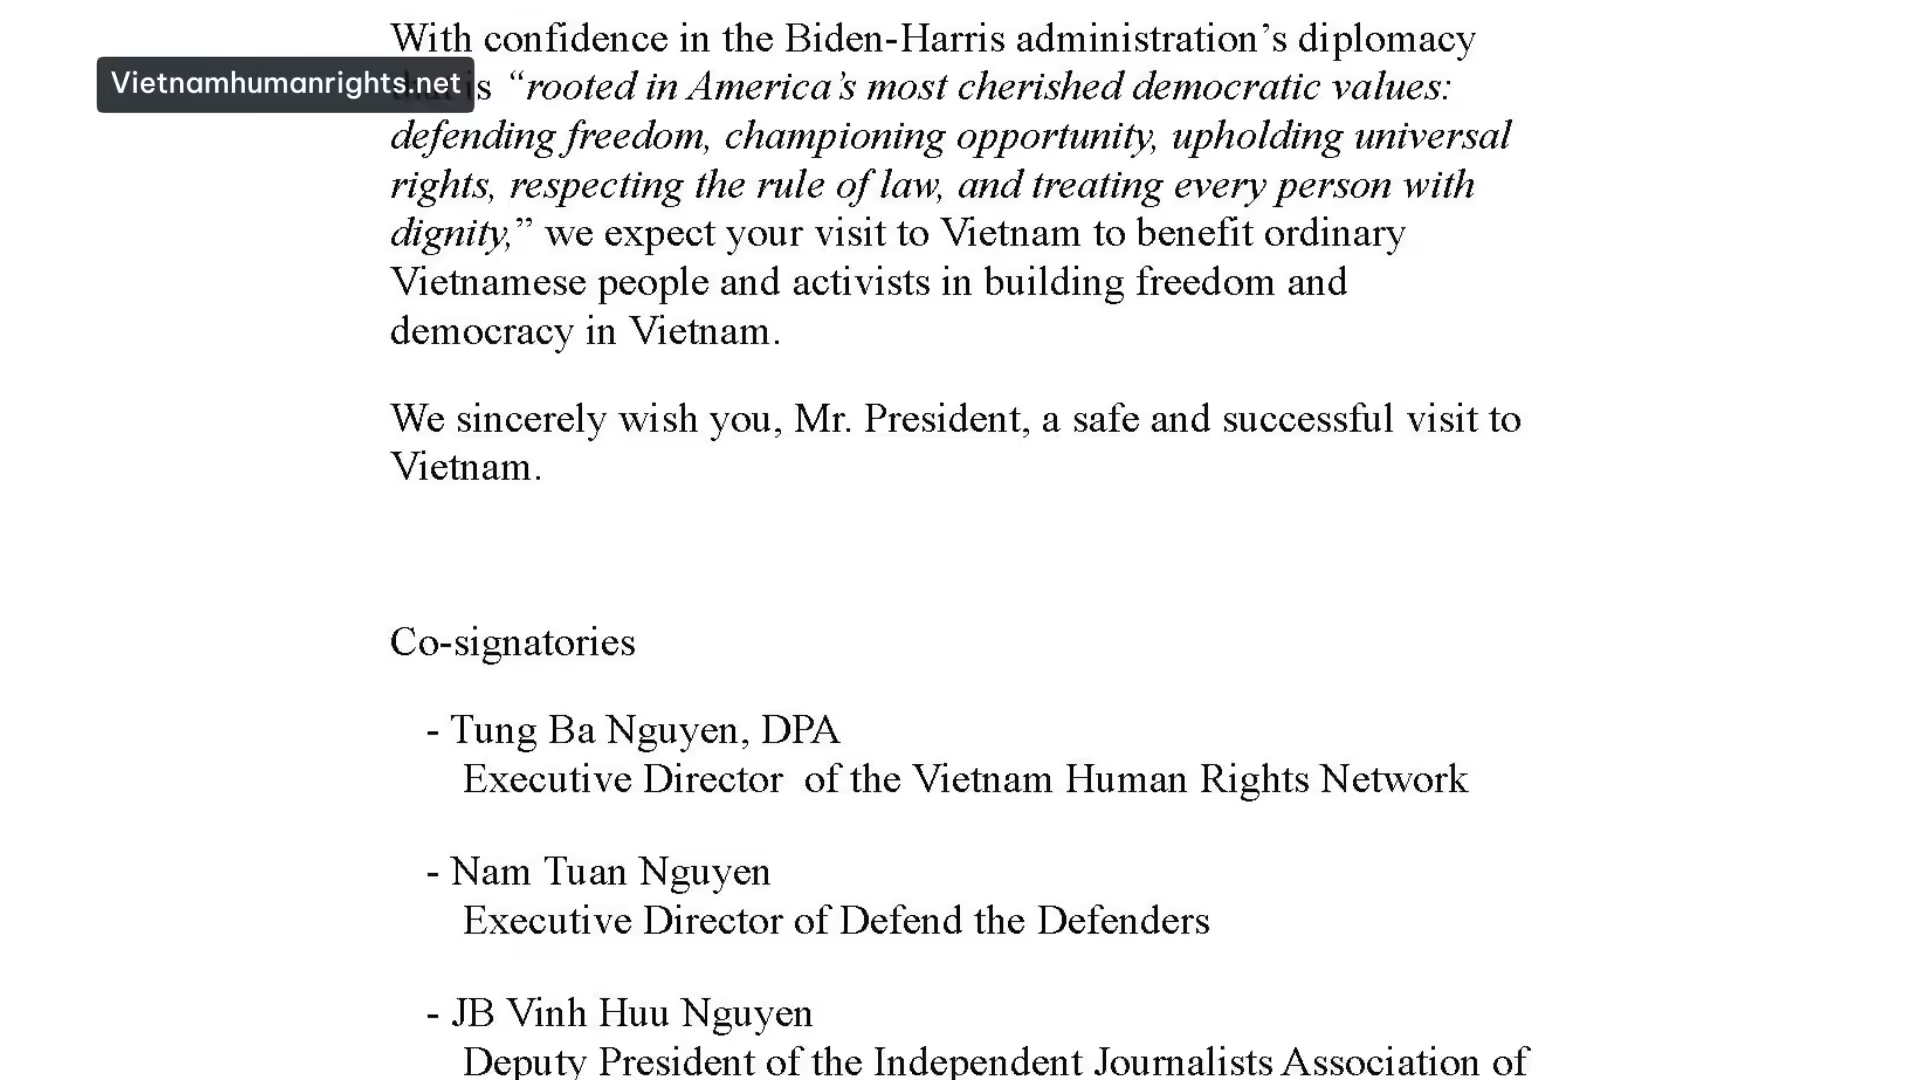 With confidence in the Biden-Harris administration’s diplomacy
Vietnamhumanrights.net
is “rooted in America’s most cherished democratic values:
defending freedom, championing opportunity, upholding universal
rights, respecting the rule of law, and treating every person with
dignity,” we expect your visit to Vietnam to benefit ordinary
Vietnamese people and activists in building freedom and
democracy in Vietnam.
We sincerely wish you, Mr. President, a safe and successful visit to
Vietnam.
Co-signatories
- Tung Ba Nguyen, DPA
Executive Director of the Vietnam Human Rights Network
- Nam Tuan Nguyen
Executive Director of Defend the Defenders
- JB Vinh Huu Nguyen
Deputy President of the Independent Journalists Association of